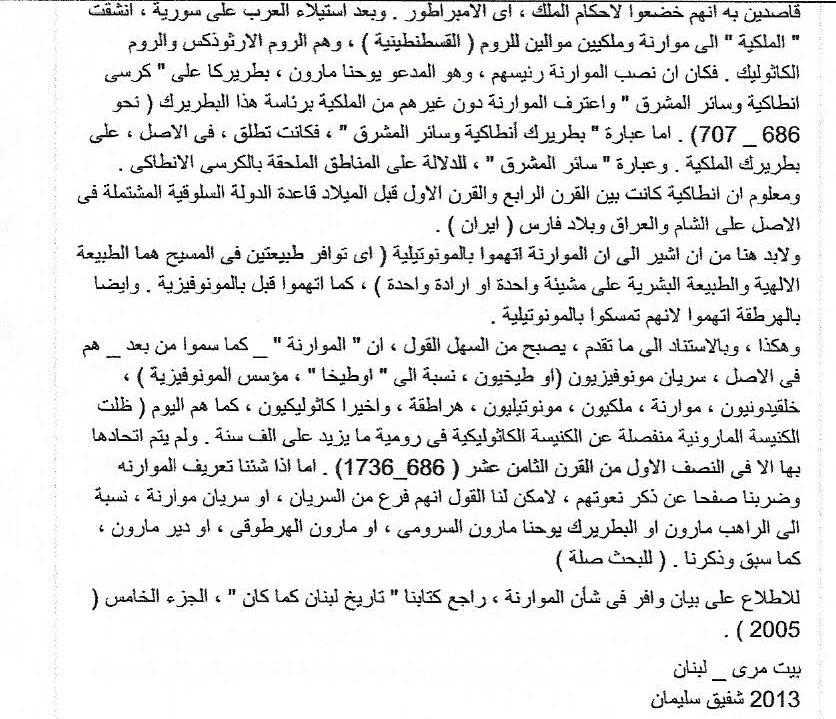 قاصدين به انهم خضعوا لاحكام الملك ، اى الامبراطور . وبعد استيلاء العرب على سورية ، انشقت
" الملكية " الى موارنة وملكيين موالين للروم ( القسطنطينية ) ، وهم الروم الارثوذكس والروم
الكاثوليك . فكان ان نصب الموارنة رئيسهم ، وهو المدعو يوحنا مارون ، بطريركا على " كرسى
انطاكية وسائر المشرق " واعترف الموارنة دون غيرهم من الملكية برئاسة هذا البطريرك ( نحو
686 _ 707) . اما عبارة " بطريرك أنطاكية وسائر المشرق " ، فكانت تطلق ، فى الاصل ، على
بطريرك الملكية . وعبارة " سائر المشرق " ، للدلالة على المناطق الملحقة بالكرسى الانطاكى .
ومعلوم ان انطاكية كانت بين القرن الرابع والقرن الاول قبل الميلاد قاعدة الدولة السلوقية المشتملة فى
الاصل على الشام والعراق وبلاد فارس ( ايران ) .
ولابد هنا من ان اشير الى ان الموارنة اتهموا بالمونوتيلية ( اى توافر طبيعتين فى المسيح هما الطبيعة
الالهية والطبيعة البشرية على مشيئة واحدة او ارادة واحدة ) ، كما اتهموا قبل بالمونوفيزية . وايضا
بالهرطقة اتهموا لانهم تمسكوا بالمونوتيلية .
وهكذا ، وبالاستناد الى ما تقدم ، يصبح من السهل القول ، ان " الموارنة " _ كما سموا من بعد _ هم
فى الاصل ، سريان مونوفيزيون (او طيخيون ، نسبة الى " اوطيخا " ، مؤسس المونوفيزية ) ،
خلقيدونيون ، موارنة ، ملكيون ، مونوتيليون ، هراطقة ، واخيرا كاثوليكيون ، كما هم اليوم ( ظلت
الكنيسة المارونية منفصلة عن الكنيسة الكاثوليكية فى رومية ما يزيد على الف سنة . ولم يتم اتحادها
بها الا فى النصف الاول من القرن الثامن عشر ( 686_1736) . اما اذا شئنا تعريف الموارنه
وضربنا صفحا عن ذكر نعوتهم ، لامكن لنا القول انهم فرع من السريان ، او سريان موارنة ، نسبة
الى الراهب مارون او البطريرك يوحنا مارون السرومى ، او مارون الهرطوقى ، او دير مارون ،
كما سبق وذكرنا . ( للبحث صلة )
للاطلاع على بيان وافر فى شأن الموارنة ، راجع كتابنا " تاريخ لبنان كما كان " ، الجزء الخامس (
2005 ) .
بيت مرى _ لبنان
2013 شفيق سليمان